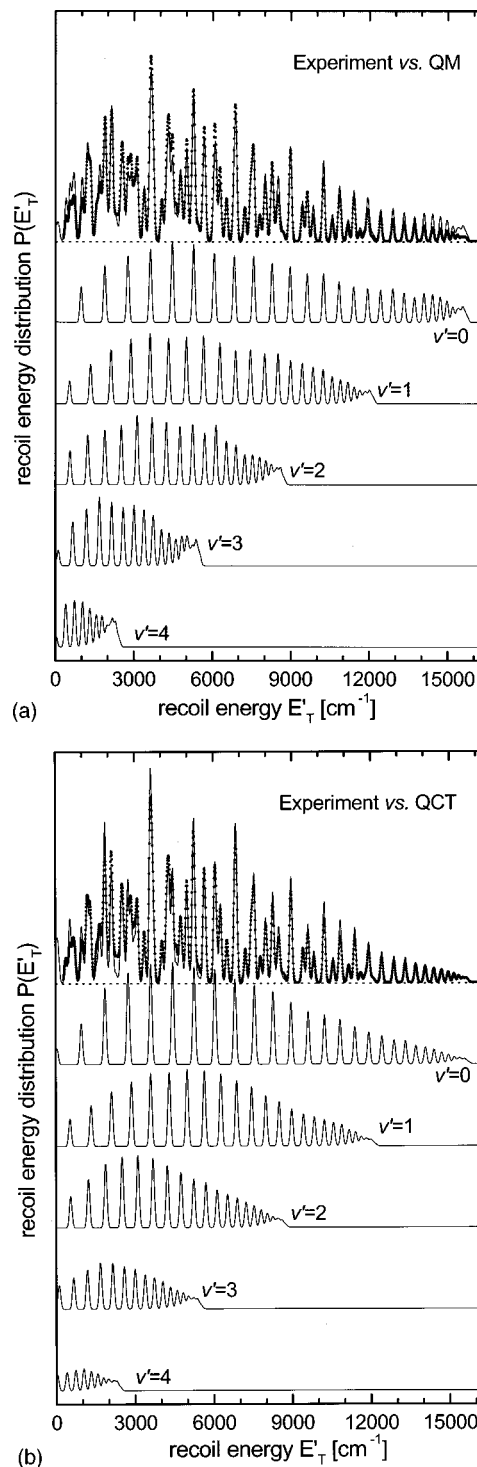 Experiment vs. QM
recoil energy distribution P(E'T)
v'=0
v'=1
v'=2
v'=3
v'=4
0 3000 6000 9000 12000 15000
(a)
recoil energy E'T [cm-1]
Experiment vs. QCT
recoil energy distribution P(E'T)
v'=0
v'=1
v'=2
v'=3
v'=4
0 3000 6000 9000 12000 15000
(b)
recoil energy E'T [cm-1]